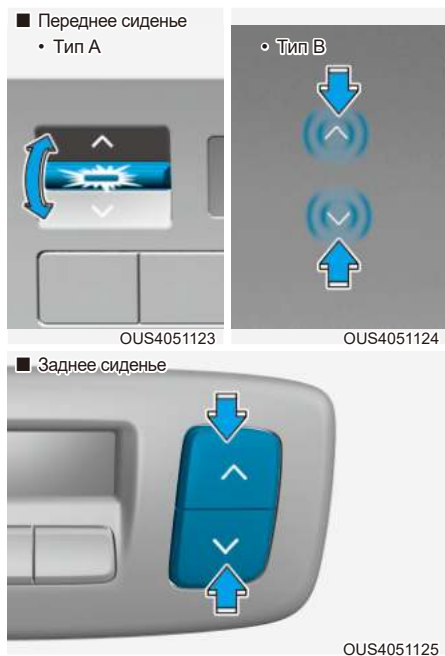 ■ Переднее сиденье
• Тип A
• Тип B
OUS4051123
OUS4051124
■ Заднее сиденье
OUS4051125